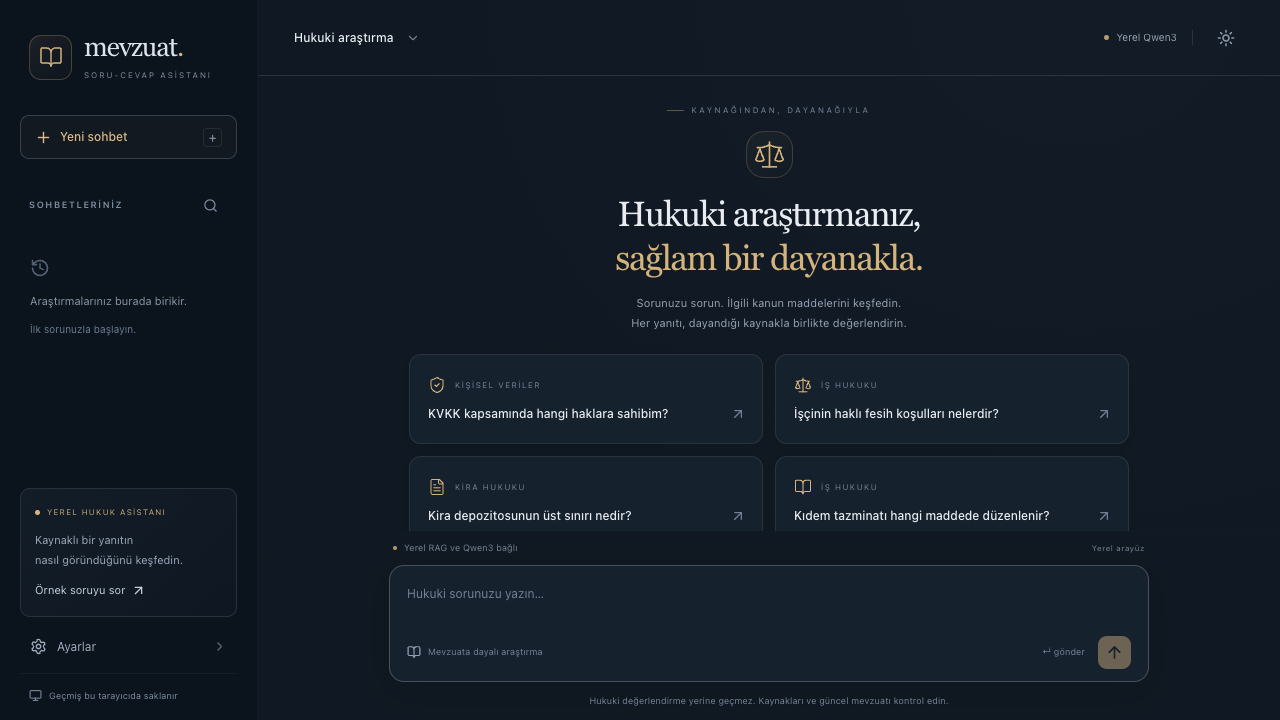 mevzuat.
SORU-CEVAP ASİSTANI
Yeni sohbet
+
SOHBETLERİNİZ
Araştırmalarınız burada birikir.
İlk sorunuzla başlayın.
YEREL HUKUK ASİSTANI
Kaynaklı bir yanıtın
nasıl göründüğünü keşfedin.
Örnek soruyu sor
Ayarlar
Geçmiş bu tarayıcıda saklanır
Hukuki araştırma
Yerel Qwen3
KAYNAĞINDAN, DAYANAĞIYLA
Hukuki araştırmanız,
sağlam bir dayanakla.
Sorunuzu sorun. İlgili kanun maddelerini keşfedin.
Her yanıtı, dayandığı kaynakla birlikte değerlendirin.
KİŞİSEL VERİLER
KVKK kapsamında hangi haklara sahibim?
İŞ HUKUKU
İşçinin haklı fesih koşulları nelerdir?
KİRA HUKUKU
Kira depozitosunun üst sınırı nedir?
İŞ HUKUKU
Kıdem tazminatı hangi maddede düzenlenir?
Yerel RAG ve Qwen3 bağlı
Yerel arayüz
Hukuki sorunuzu yazın...
Mevzuata dayalı araştırma
↵ gönder
Hukuki değerlendirme yerine geçmez. Kaynakları ve güncel mevzuatı kontrol edin.